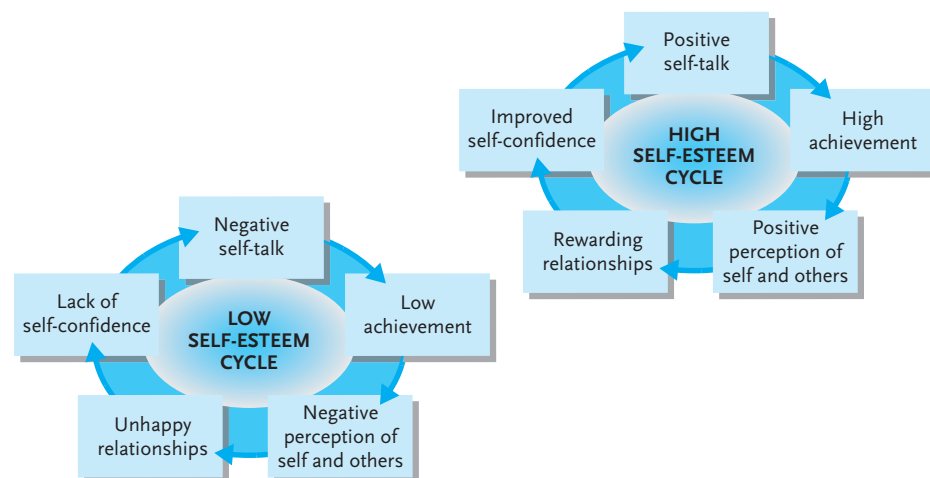 Positive
self-talk
High
achievement
Positive
perception of
self and others
Rewarding
relationships
Improved
self-confidence
HIGH
SELF-ESTEEM
CYCLE
Negative
self-talk
Low
achievement
Negative
perception of
self and others
Unhappy
relationships
Lack of
self-confidence
LOW
SELF-ESTEEM
CYCLE